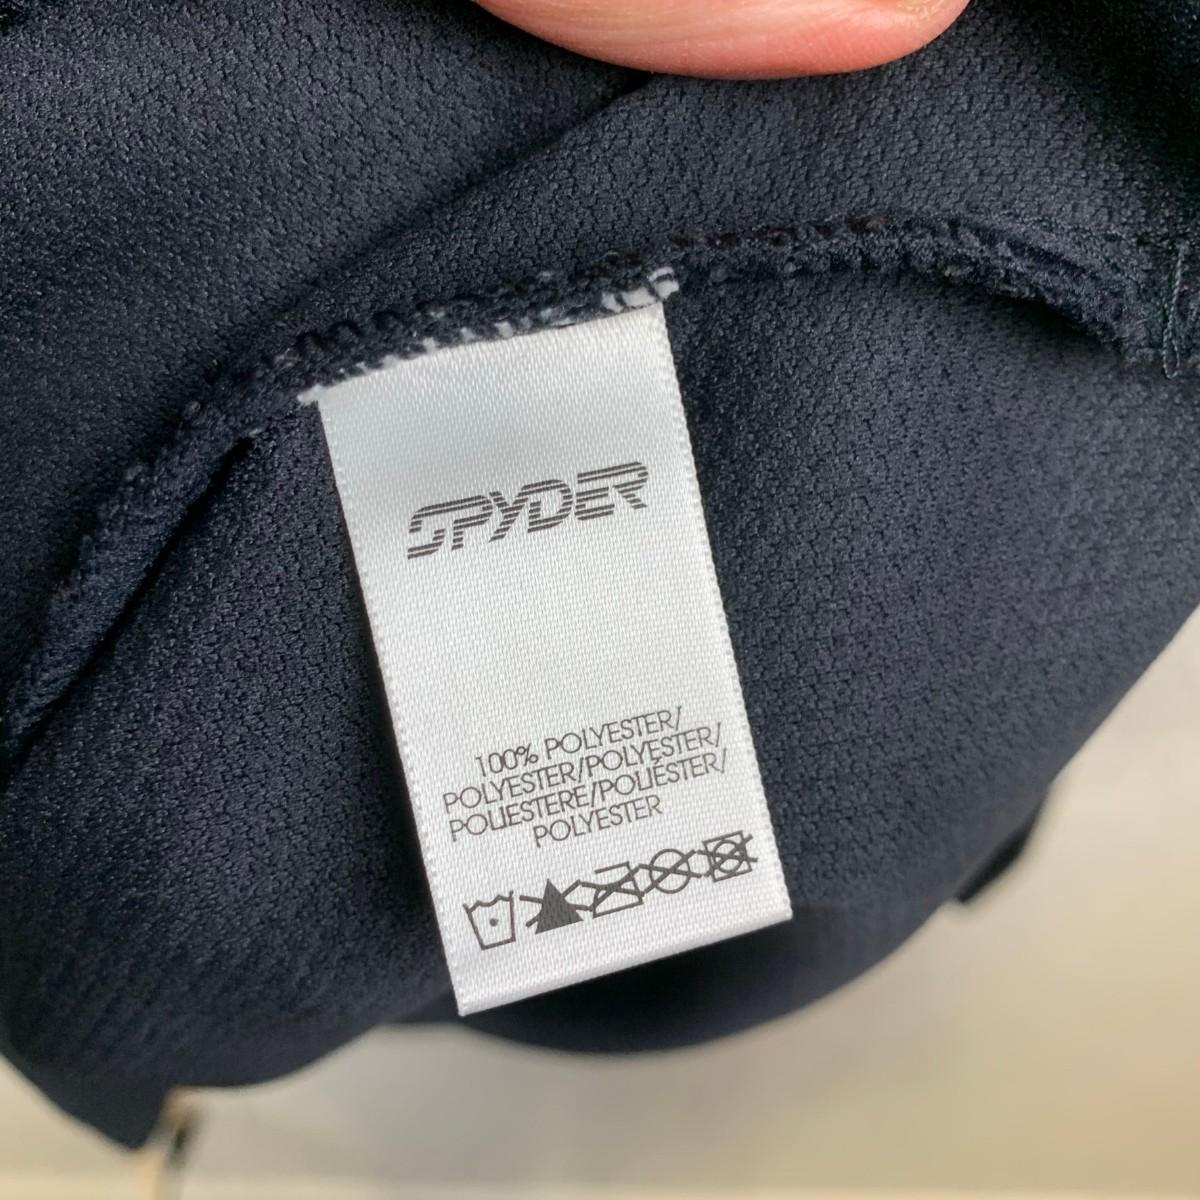 SPYDER
100% POLYESTER/
POLYESTER/POLYESTER/
POLIESTERE/POLIÉSTER/
POLYESTER